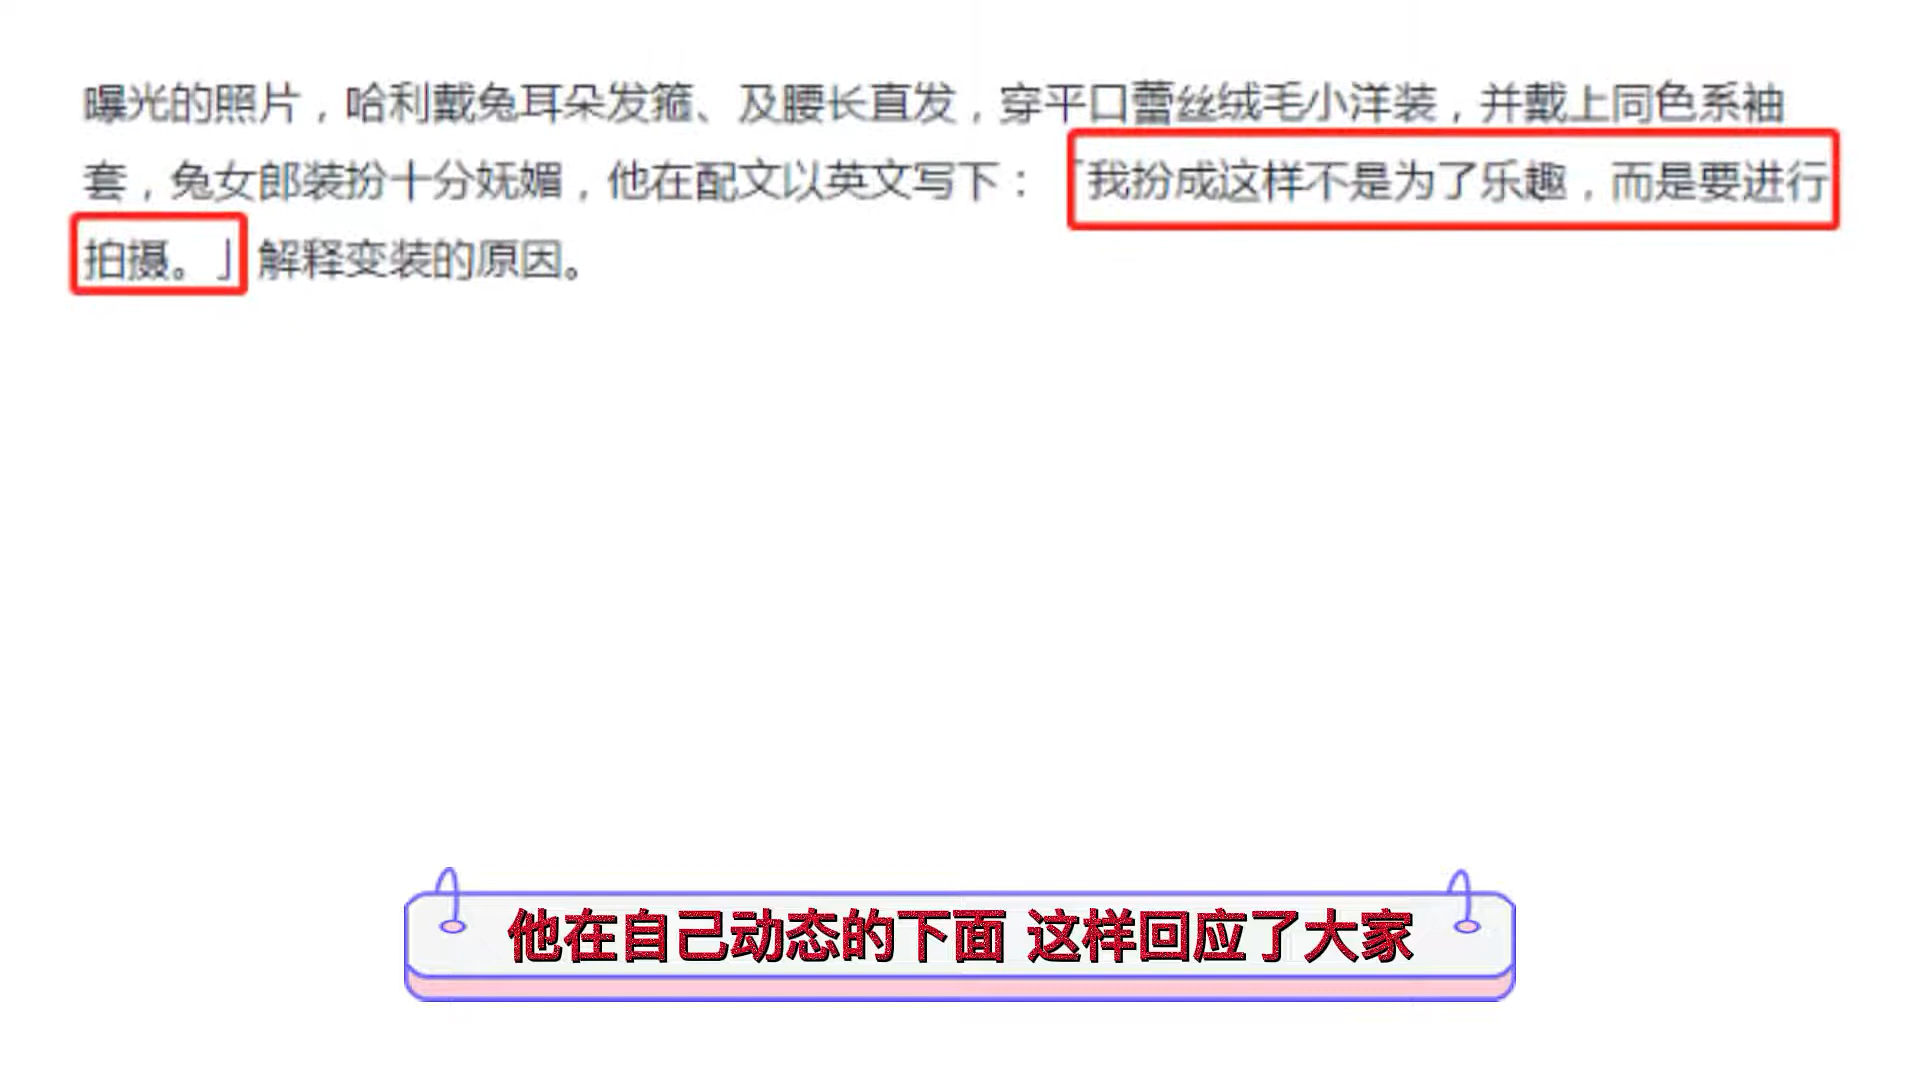 曝光的照片，哈利戴兔耳朵发箍、及腰长直发，穿平口蕾丝绒毛小洋装，并戴上同色系袖
套，兔女郎装扮十分妩媚，他在配文以英文写下：「我扮成这样不是为了乐趣，而是要进行
拍摄。」解释变装的原因。
他在自己动态的下面 这样回应了大家